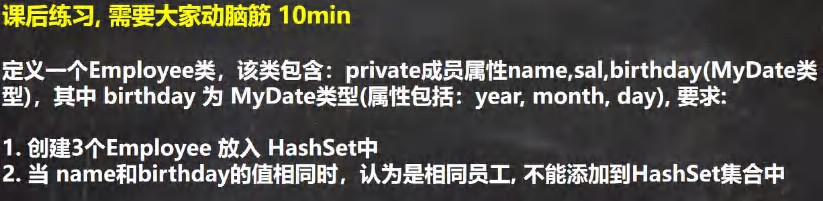 课后练习, 需要大家动脑筋 10min
定义一个Employee类，该类包含：private成员属性name,sal,birthday(MyDate类
型)，其中 birthday 为 MyDate类型(属性包括：year, month, day), 要求:
1. 创建3个Employee 放入 HashSet中
2. 当 name和birthday的值相同时，认为是相同员工, 不能添加到HashSet集合中